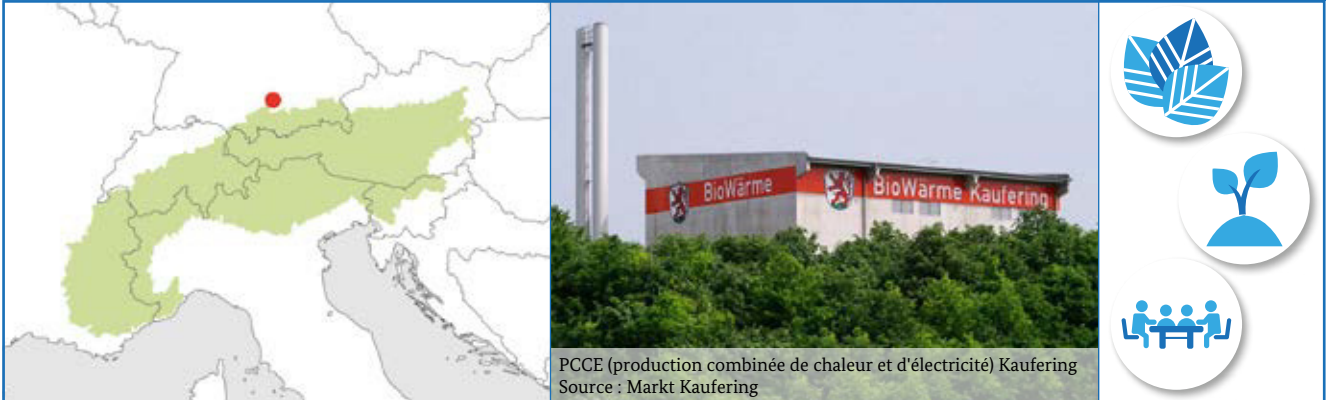 BioWärme
BioWärme Kaufering
PCCE (production combinée de chaleur et d'électricité) Kaufering
Source : Markt Kaufering